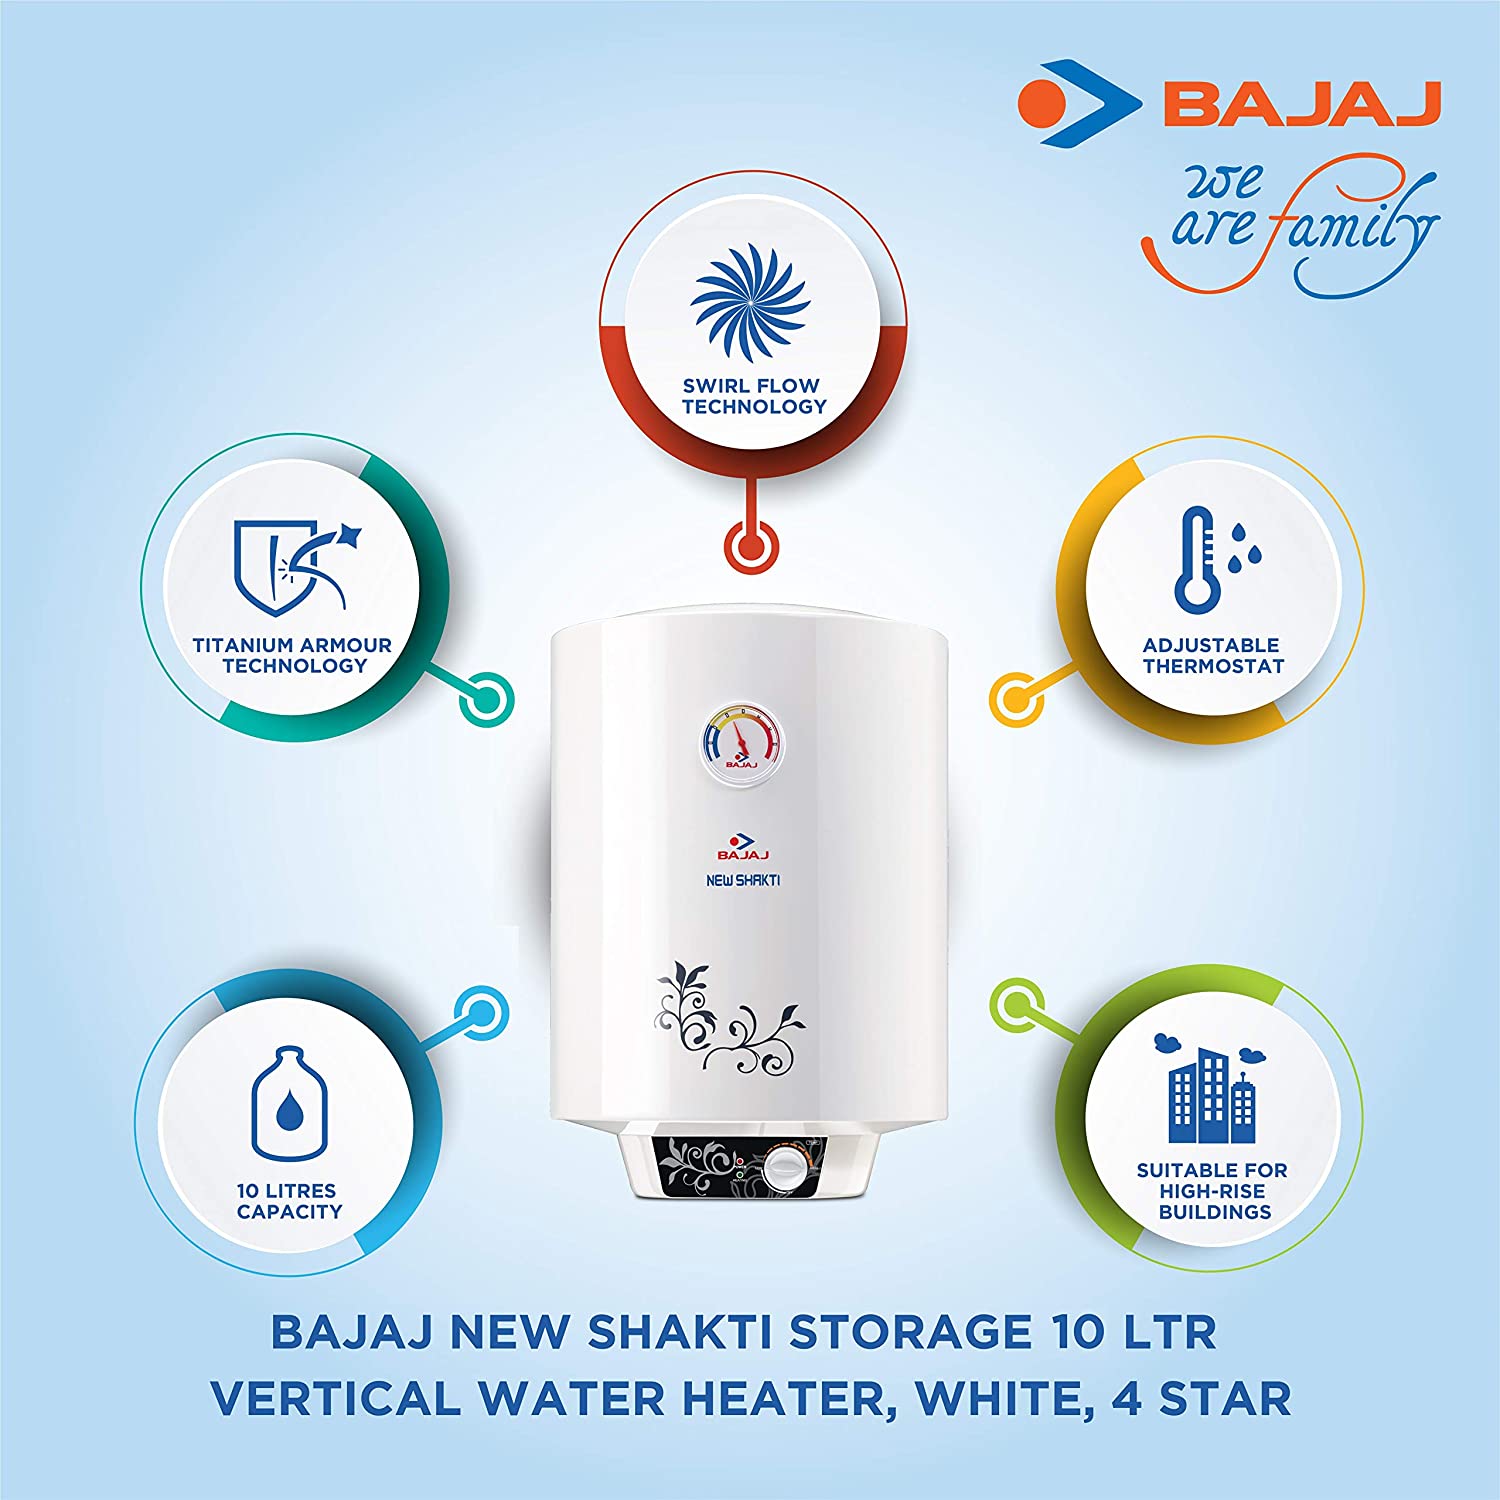 BAJAJ
we
are family
SWIRL FLOW
TECHNOLOGY
TITANIUM ARMOUR
TECHNOLOGY
ADJUSTABLE
THERMOSTAT
BAJAJ
BAJAJ
NEW SHAKTI
10 LITRES
CAPACITY
SUITABLE FOR
HIGH-RISE
BUILDINGS
BAJAJ NEW SHAKTI STORAGE 10 LTR
VERTICAL WATER HEATER, WHITE, 4 STAR